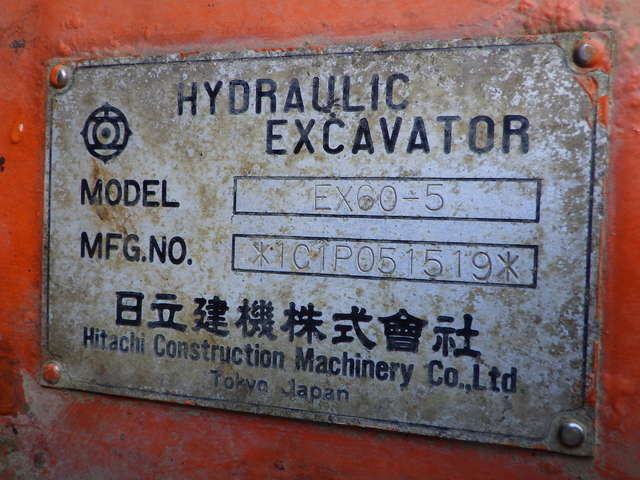 HYDRAULIC
EXCAVATOR
MODEL EX60-5
MFG.NO. *1C1P051519*
日立建機株式會社
Hitachi Construction Machinery Co.,Ltd
Tokyo Japan